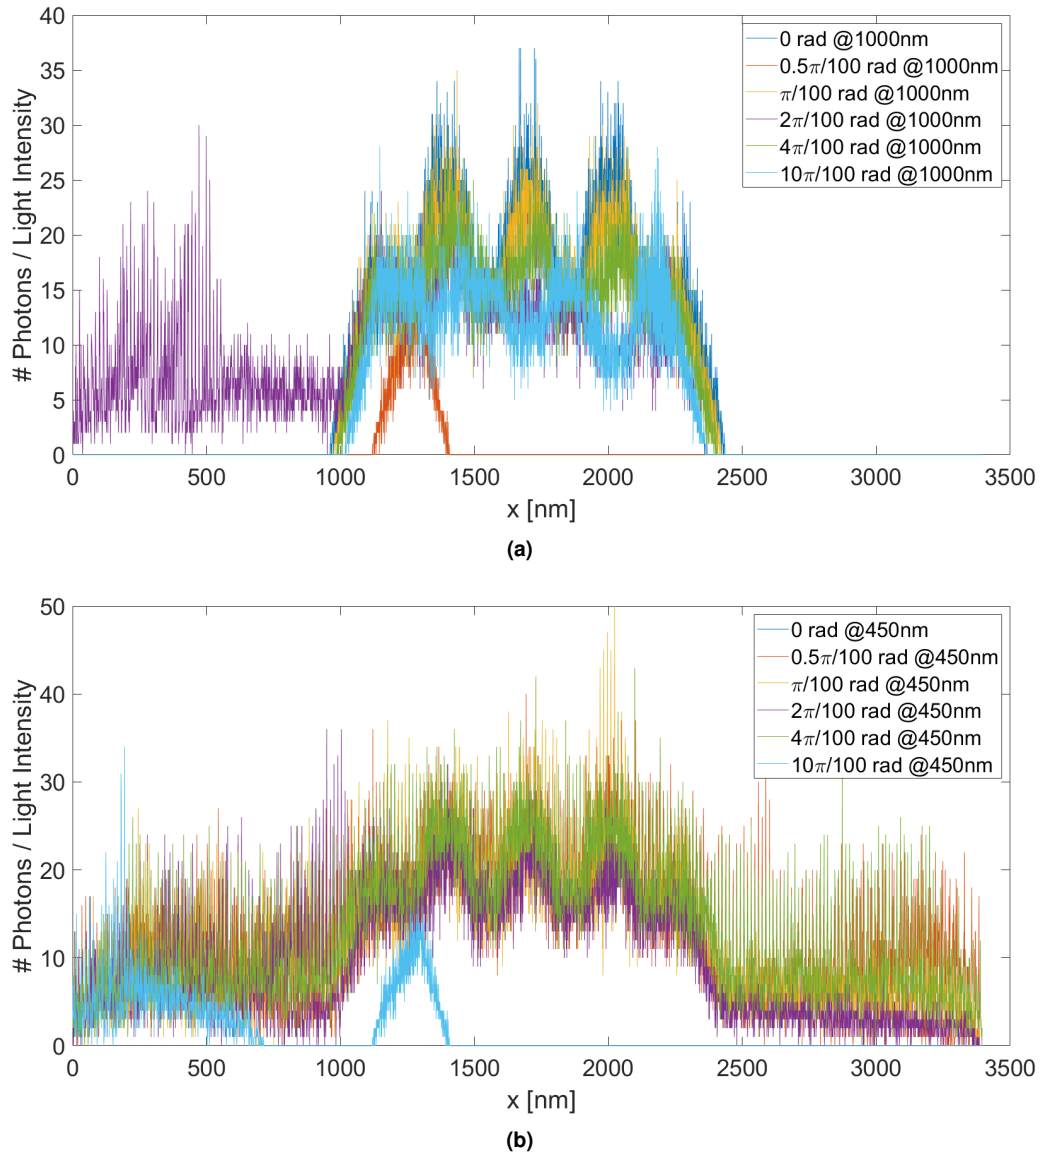 40
35
30
25
20
15
10
5
0
# Photons / Light Intensity
0 rad @1000nm
0.5π/100 rad @1000nm
π/100 rad @1000nm
2π/100 rad @1000nm
4π/100 rad @1000nm
10π/100 rad @1000nm
0 500 1000 1500 2000 2500 3000 3500
x [nm]
(a)
50
40
30
20
10
0
# Photons / Light Intensity
0 rad @450nm
0.5π/100 rad @450nm
π/100 rad @450nm
2π/100 rad @450nm
4π/100 rad @450nm
10π/100 rad @450nm
0 500 1000 1500 2000 2500 3000 3500
x [nm]
(b)